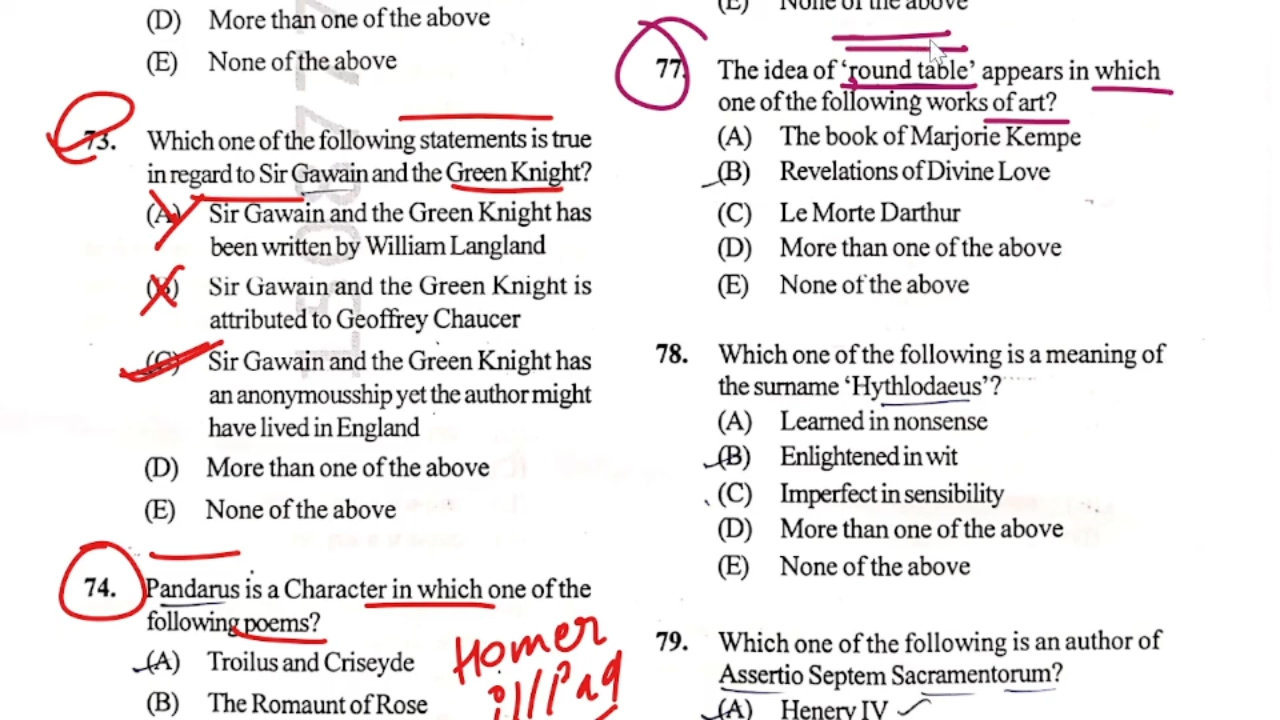 (D) More than one of the above
(E) None of the above
73. Which one of the following statements is true
in regard to Sir Gawain and the Green Knight?
(A) Sir Gawain and the Green Knight has
been written by William Langland
(B) Sir Gawain and the Green Knight is
attributed to Geoffrey Chaucer
(C) Sir Gawain and the Green Knight has
an anonymousship yet the author might
have lived in England
(D) More than one of the above
(E) None of the above
74. Pandarus is a Character in which one of the
following poems?
(A) Troilus and Criseyde
(B) The Romaunt of Rose
Homer
(E) None of the above
77. The idea of ‘round table’ appears in which
one of the following works of art?
(A) The book of Marjorie Kempe
(B) Revelations of Divine Love
(C) Le Morte Darthur
(D) More than one of the above
(E) None of the above
78. Which one of the following is a meaning of
the surname ‘Hythlodaeus’?
(A) Learned in nonsense
(B) Enlightened in wit
(C) Imperfect in sensibility
(D) More than one of the above
(E) None of the above
79. Which one of the following is an author of
Assertio Septem Sacramentorum?
(A) Henery IV